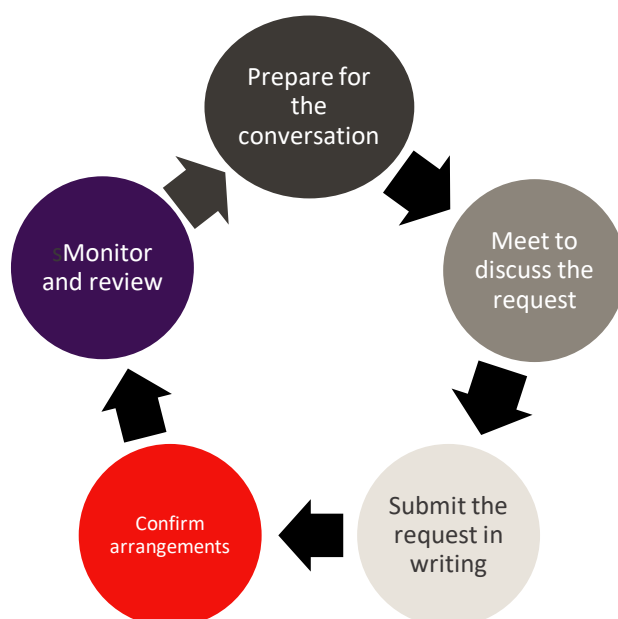 Prepare for
the
conversation
Meet to
discuss the
request
Submit the
request in
writing
Confirm
arrangements
sMonitor
and review